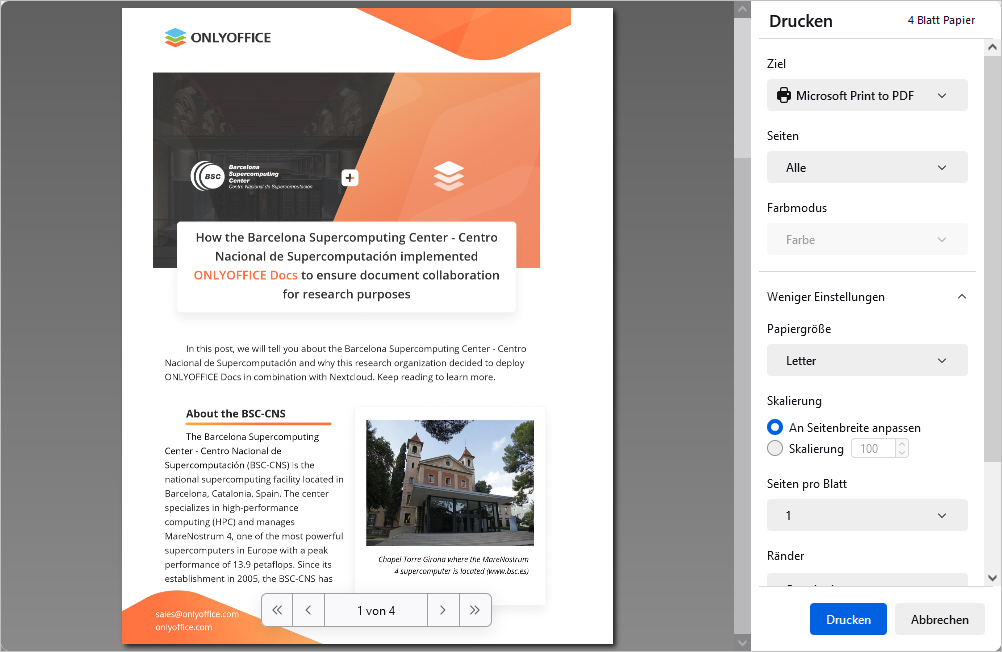 ONLYOFFICE
BSC
Barcelona
Supercomputing
Center
Centro Nacional de Supercomputación
How the Barcelona Supercomputing Center - Centro
Nacional de Supercomputación implemented
ONLYOFFICE Docs to ensure document collaboration
for research purposes
In this post, we will tell you about the Barcelona Supercomputing Center - Centro
Nacional de Supercomputación and why this research organization decided to deploy
ONLYOFFICE Docs in combination with Nextcloud. Keep reading to learn more.
About the BSC-CNS
The Barcelona Supercomputing
Center - Centro Nacional de
Supercomputación (BSC-CNS) is the
national supercomputing facility located in
Barcelona, Catalonia, Spain. The center
specializes in high-performance
computing (HPC) and manages
MareNostrum 4, one of the most powerful
supercomputers in Europe with a peak
performance of 13.9 petaflops. Since its
establishment in 2005, the BSC-CNS has
Chapel Torre Girona where the MareNostrum
4 supercomputer is located (www.bsc.es)
sales@onlyoffice.com
onlyoffice.com
1 von 4
Drucken
4 Blatt Papier
Ziel
Microsoft Print to PDF
Seiten
Alle
Farbmodus
Farbe
Weniger Einstellungen
Papiergröße
Letter
Skalierung
An Seitenbreite anpassen
Skalierung 100
Seiten pro Blatt
1
Ränder
Drucken
Abbrechen